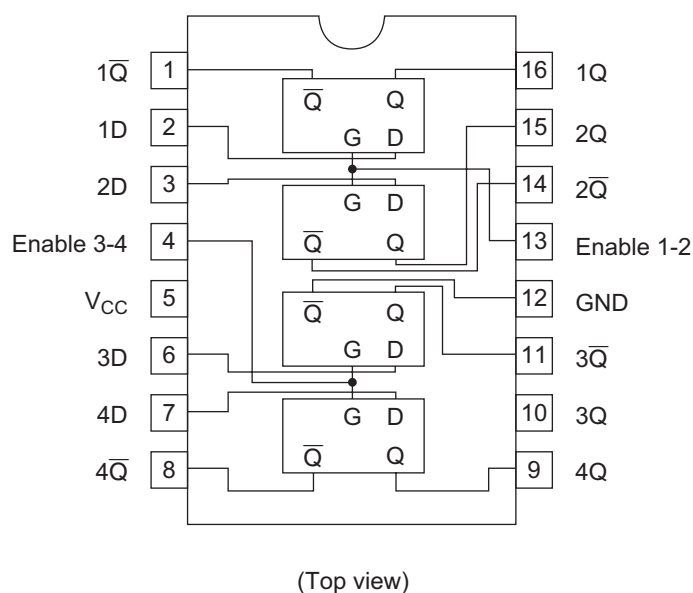 1Q̅ 1 16 1Q
Q̅ Q
1D 2 15 2Q
G D
2D 3 14 2Q̅
G D
Enable 3-4 4 13 Enable 1-2
Q̅ Q
VCC 5 12 GND
Q̅ Q
3D 6 11 3Q̅
G D
4D 7 10 3Q
G D
4Q̅ 8 9 4Q
Q̅ Q
(Top view)